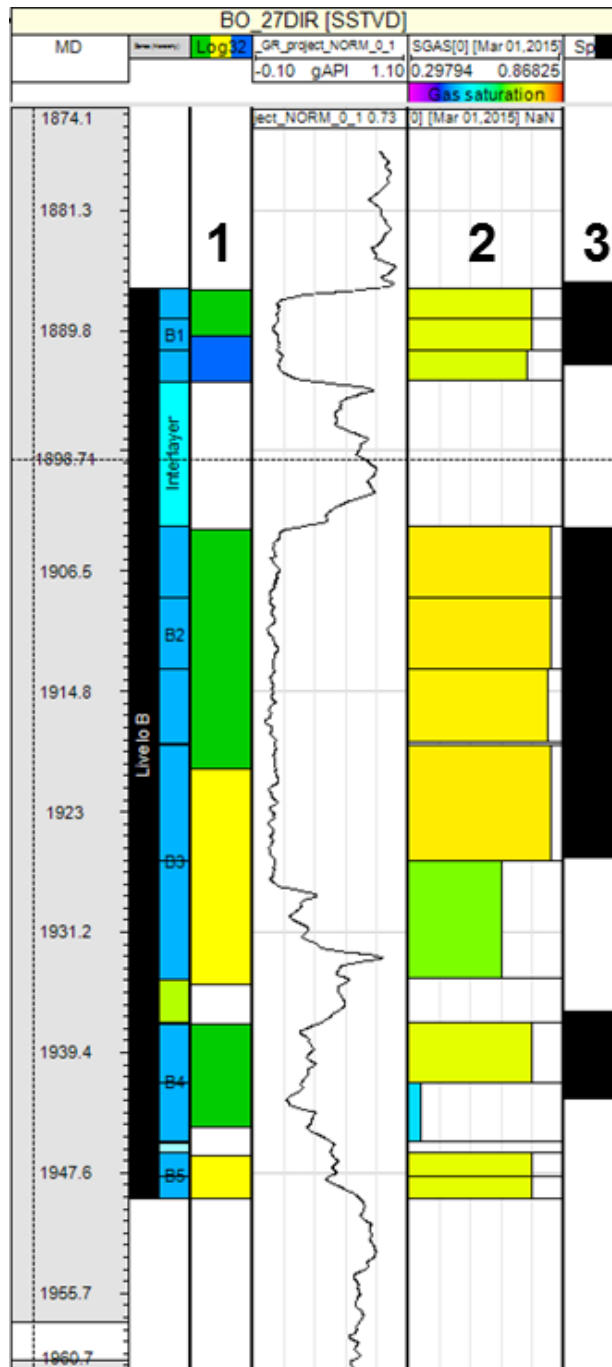 BO_27DIR [SSTVD]
MD
Log32
_GR_project_NORM_0_1
SGAS[0] [Mar 01,2015]
Sp
-0.10 gAPI 1.10
0.29794 0.86825
Gas saturation
ject_NORM_0_1 0.73
0] [Mar 01,2015] NaN
1874.1
1881.3
1 2 3
1889.8
B1
Interlayer
1898.71
1906.5
B2
1914.8
Livelo B
1923
B3
1931.2
1939.4
B4
1947.6
B5
1955.7
1960.7